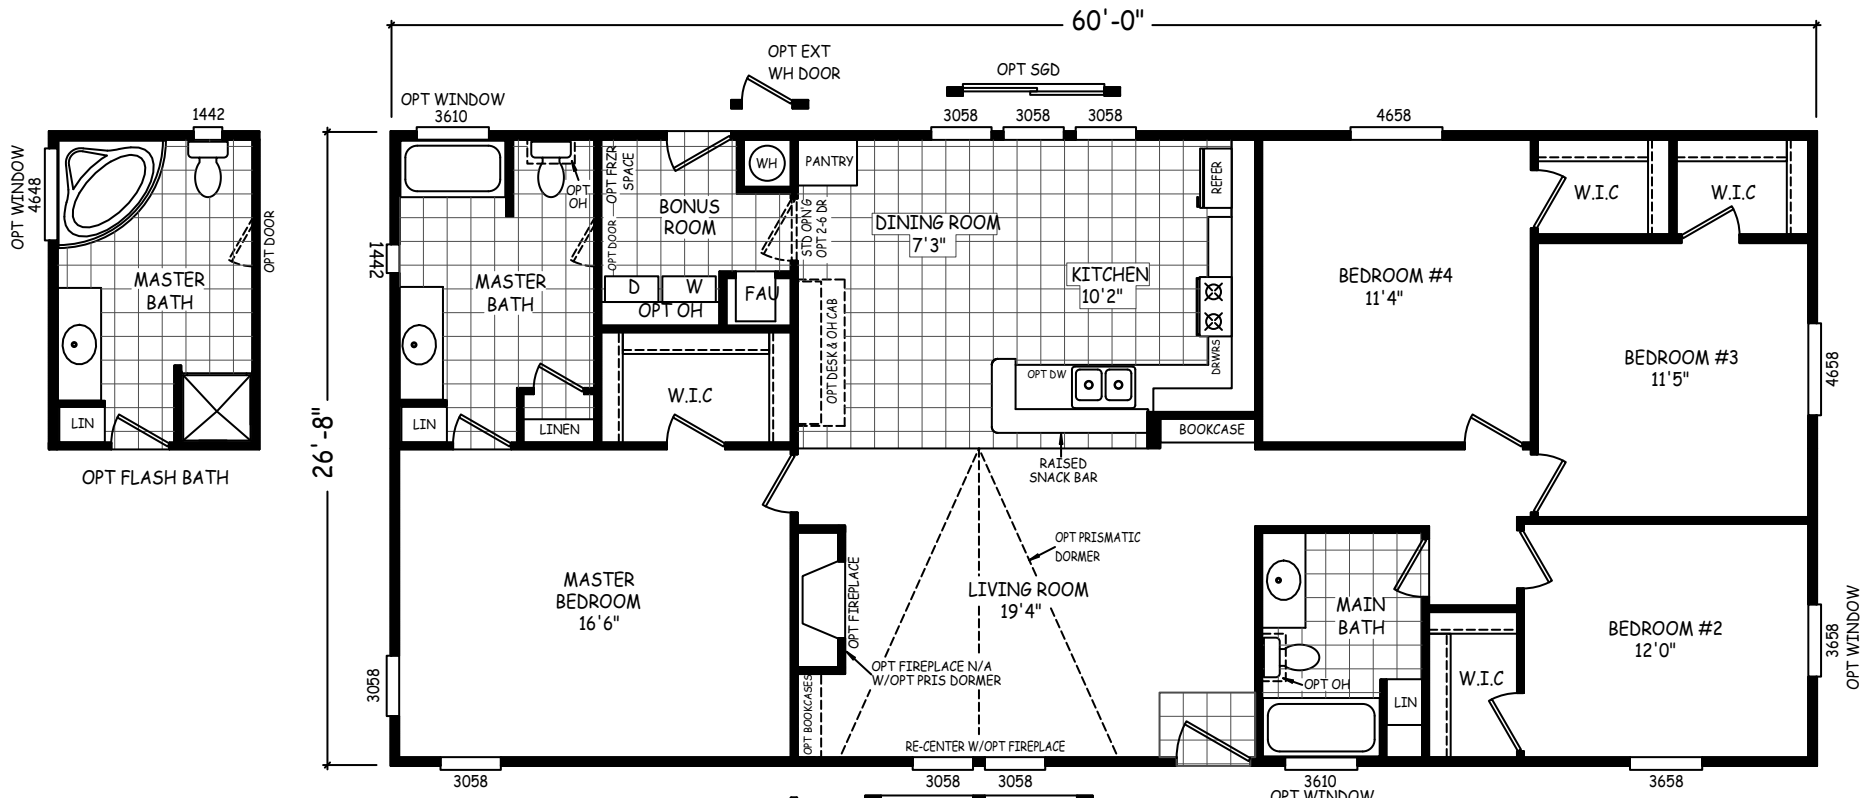 60'-0"
OPT EXT
WH DOOR
OPT SGD
OPT WINDOW
3610
3058
3058
3058
4658
1442
OPT WINDOW
4648
OPT DOOR
MASTER
BATH
LIN
OPT FLASH BATH
26'-8"
1442
OPT
OH
MASTER
BATH
LIN
LINEN
OPT FRZR
SPACE
OPT DOOR
BONUS
ROOM
WH
D
W
OPT OH
FAU
STD OPN'G
OPT 2-6 DR
W.I.C
PANTRY
DINING ROOM
7'3"
KITCHEN
10'2"
REFER
DRWRS
OPT DW
OPT DESK & OH CAB
BOOKCASE
RAISED
SNACK BAR
BEDROOM #4
11'4"
W.I.C
W.I.C
BEDROOM #3
11'5"
4658
MASTER
BEDROOM
16'6"
3058
3058
OPT FIREPLACE
OPT FIREPLACE N/A
W/OPT PRIS DORMER
OPT BOOKCASES
OPT PRISMATIC
DORMER
LIVING ROOM
19'4"
RE-CENTER W/OPT FIREPLACE
3058
3058
MAIN
BATH
OPT OH
LIN
3610
OPT WINDOW
W.I.C
BEDROOM #2
12'0"
3658
OPT WINDOW
3658